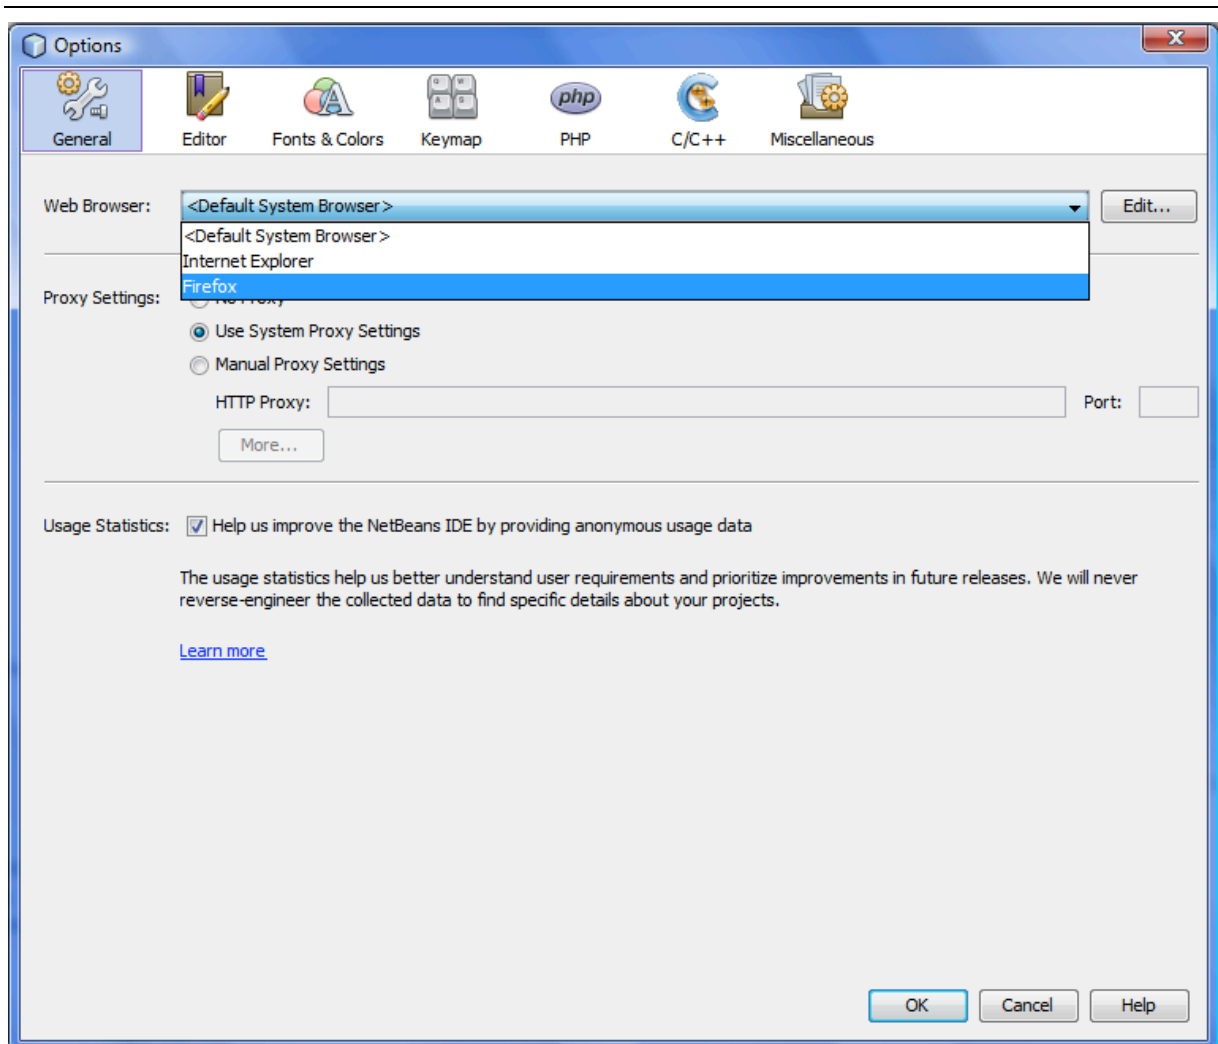 Options
General
Editor
Fonts & Colors
Keymap
php
PHP
C/C++
Miscellaneous
Web Browser:
<Default System Browser>
Edit...
<Default System Browser>
Internet Explorer
Firefox
Proxy Settings:
Use System Proxy Settings
Manual Proxy Settings
HTTP Proxy:
Port:
More...
Usage Statistics:
Help us improve the NetBeans IDE by providing anonymous usage data
The usage statistics help us better understand user requirements and prioritize improvements in future releases. We will never
reverse-engineer the collected data to find specific details about your projects.
Learn more
OK
Cancel
Help